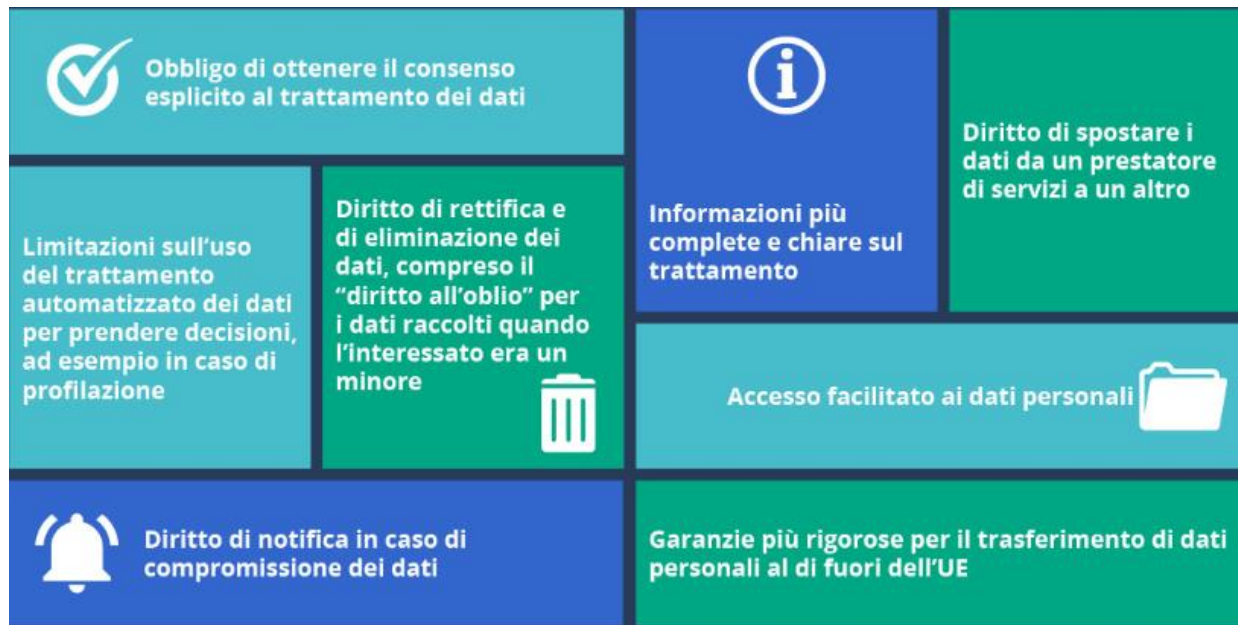 Obbligo di ottenere il consenso
esplicito al trattamento dei dati
Limitazioni sull’uso
del trattamento
automatizzato dei dati
per prendere decisioni,
ad esempio in caso di
profilazione
Diritto di rettifica e
di eliminazione dei
dati, compreso il
“diritto all’oblio” per
i dati raccolti quando
l’interessato era un
minore
Informazioni più
complete e chiare sul
trattamento
Diritto di spostare i
dati da un prestatore
di servizi a un altro
Accesso facilitato ai dati personali
Diritto di notifica in caso di
compromissione dei dati
Garanzie più rigorose per il trasferimento di dati
personali al di fuori dell’UE